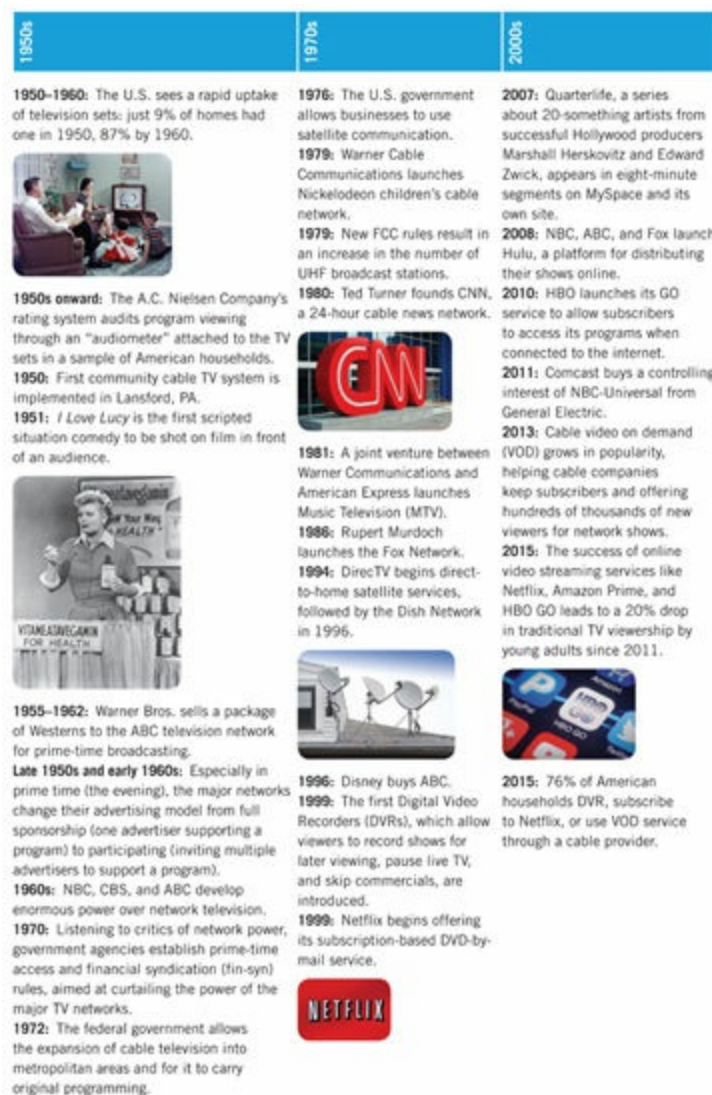 1950s
1950–1960: The U.S. sees a rapid uptake
of television sets: just 9% of homes had
one in 1950, 87% by 1960.
1950s onward: The A.C. Nielsen Company's
rating system audits program viewing
through an “audiometer” attached to the TV
sets in a sample of American households.
1950: First community cable TV system is
implemented in Lansford, PA.
1951: I Love Lucy is the first scripted
situation comedy to be shot on film in front
of an audience.
Your Way
HEALTH"
VITAMEATAVEGAMIN
FOR HEALTH
1955–1962: Warner Bros. sells a package
of Westerns to the ABC television network
for prime-time broadcasting.
Late 1950s and early 1960s: Especially in
prime time (the evening), the major networks
change their advertising model from full
sponsorship (one advertiser supporting a
program) to participating (inviting multiple
advertisers to support a program).
1960s: NBC, CBS, and ABC develop
enormous power over network television.
1970: Listening to critics of network power,
government agencies establish prime-time
access and financial syndication (fin-syn)
rules, aimed at curtailing the power of the
major TV networks.
1972: The federal government allows
the expansion of cable television into
metropolitan areas and for it to carry
original programming.
1970s
1976: The U.S. government
allows businesses to use
satellite communication.
1979: Warner Cable
Communications launches
Nickelodeon children's cable
network.
1979: New FCC rules result in
an increase in the number of
UHF broadcast stations.
1980: Ted Turner founds CNN,
a 24-hour cable news network.
CNN
1981: A joint venture between
Warner Communications and
American Express launches
Music Television (MTV).
1986: Rupert Murdoch
launches the Fox Network.
1994: DirecTV begins direct-
to-home satellite services,
followed by the Dish Network
in 1996.
1996: Disney buys ABC.
1999: The first Digital Video
Recorders (DVRs), which allow
viewers to record shows for
later viewing, pause live TV,
and skip commercials, are
introduced.
1999: Netflix begins offering
its subscription-based DVD-by-
mail service.
NETFLIX
2000s
2007: Quarterlife, a series
about 20-something artists from
successful Hollywood producers
Marshall Herskovitz and Edward
Zwick, appears in eight-minute
segments on MySpace and its
own site.
2008: NBC, ABC, and Fox launch
Hulu, a platform for distributing
their shows online.
2010: HBO launches its GO
service to allow subscribers
to access its programs when
connected to the internet.
2011: Comcast buys a controlling
interest of NBC-Universal from
General Electric.
2013: Cable video on demand
(VOD) grows in popularity,
helping cable companies
keep subscribers and offering
hundreds of thousands of new
viewers for network shows.
2015: The success of online
video streaming services like
Netflix, Amazon Prime, and
HBO GO leads to a 20% drop
in traditional TV viewership by
young adults since 2011.
Amazon
PayPal
HBO GO
2015: 76% of American
households DVR, subscribe
to Netflix, or use VOD service
through a cable provider.